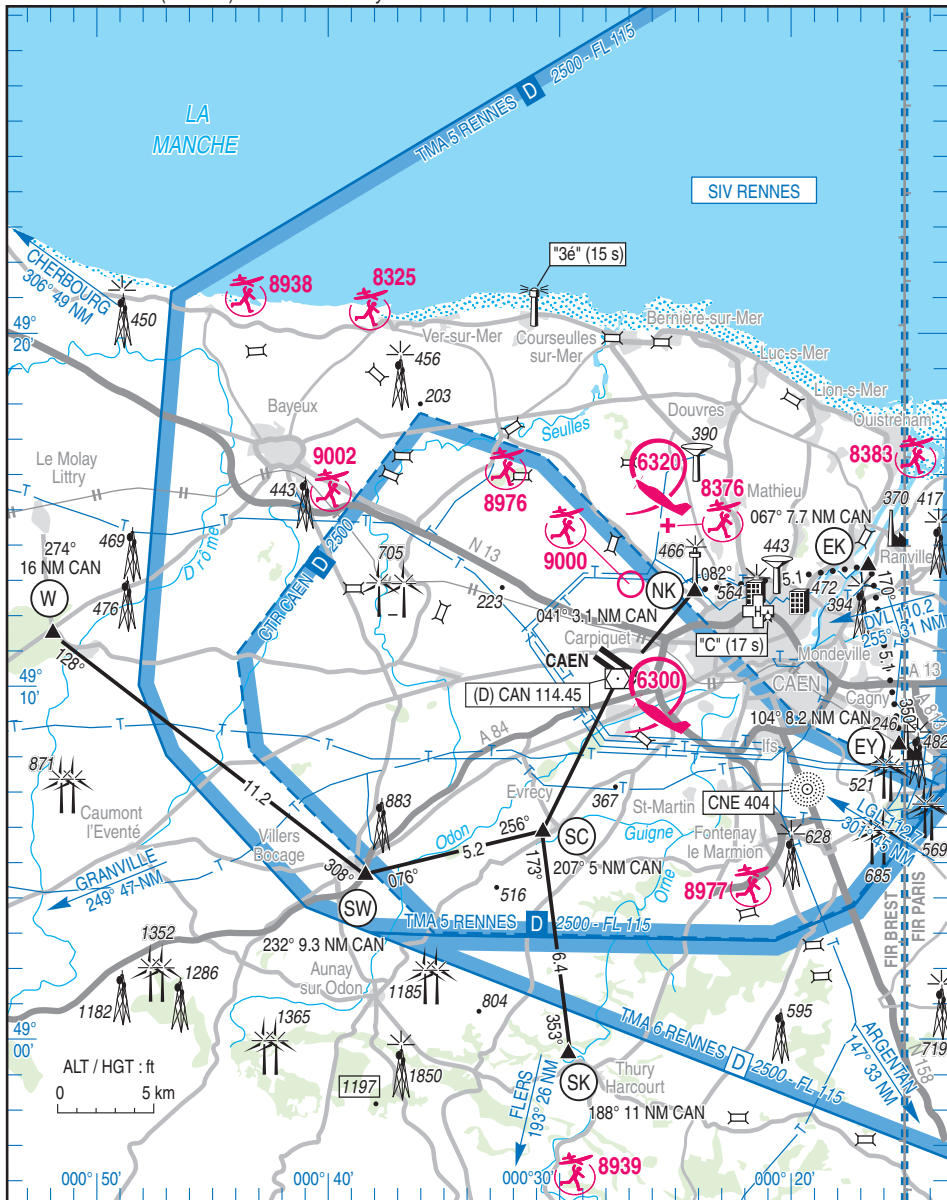 LA
MANCHE
TMA 5 RENNES D 2500 - FL 115
SIV RENNES
CHERBOURG
306° 49 NM
8938
8325
"3é" (15 s)
450
49°
20'
456
203
Ver-sur-Mer
Courseulles
sur-Mer
Bernière-sur-Mer
Luc-s-Mer
Lion-s-Mer
Ouistreham
Bayeux
Seulles
Douvres
390
Le Molay
Littry
9002
443
8976
6320
8376
Mathieu
8383
370
417
469
Drôme
CTR CAEN D 2500
705
N 13
9000
466
443
067° 7.7 NM CAN
EK
Ranville
274°
16 NM CAN
W
476
223
NK
082°
564
5.1
472
394
170°
041° 3.1 NM CAN
DVL 110.2
255° 31 NM
128°
Carpiquet
CAEN
"C" (17 s)
Mondeville
CAEN
5.1
A 13
49°
10'
(D) CAN 114.45
6300
Cagny
350°
A 84
104° 8.2 NM CAN
246
EY
482
Ifs
521
871
11.2
Caumont
l'Eventé
883
Evrecy
367
St-Martin
CNE 404
Villers
Bocage
Odon
256°
SC
Guigne
628
569
5.2
207° 5 NM CAN
Fontenay
le Marmion
685
GRANVILLE
249° 47 NM
308°
076°
173°
516
Orne
8977
SW
TMA 5 RENNES D 2500-FL 115
232° 9.3 NM CAN
FIR BREST
FIR PARIS
1352
1286
1182
Aunay
sur Odon
1185
6.4
1365
804
595
49°
00'
353°
TMA 6 RENNES D 2500 - FL 115
719
ALT / HGT : ft
0 5 km
1850
1197
SK
Thury
Harcourt
ARGENTAN
147° 33 NM
158
188° 11 NM CAN
FLERS
193° 26 NM
8939
000° 50'
000° 40'
000°30'
000° 20'